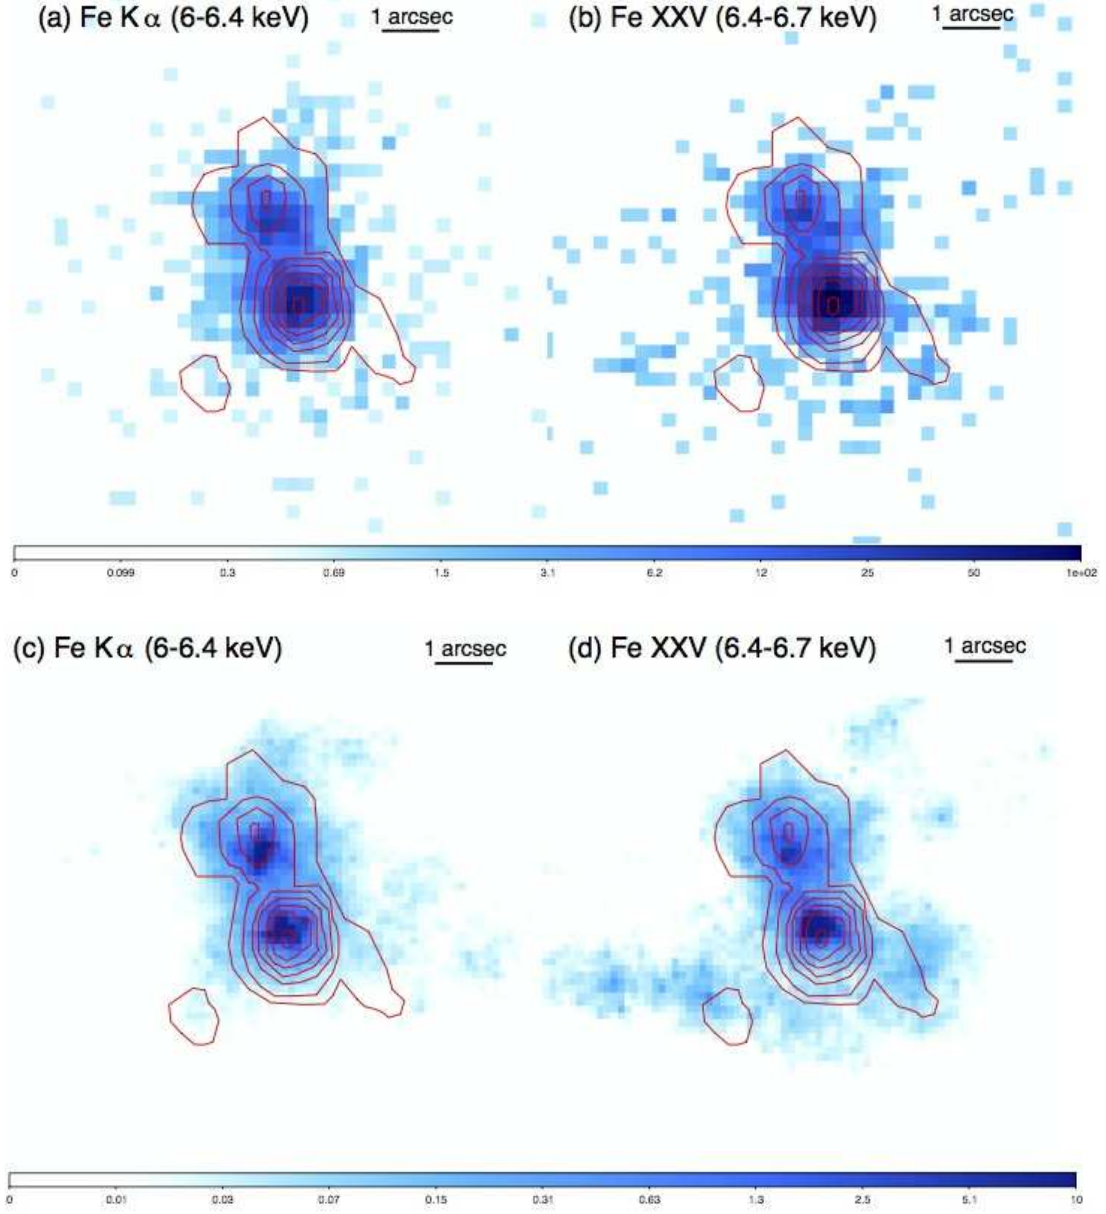 (a) Fe Kα (6-6.4 keV)
1 arcsec
(b) Fe XXV (6.4-6.7 keV)
1 arcsec
0 0.099 0.3 0.69 1.5 3.1 6.2 12 25 50 1e+02
(c) Fe Kα (6-6.4 keV)
1 arcsec
(d) Fe XXV (6.4-6.7 keV)
1 arcsec
0 0.01 0.03 0.07 0.15 0.31 0.63 1.3 2.5 5.1 10